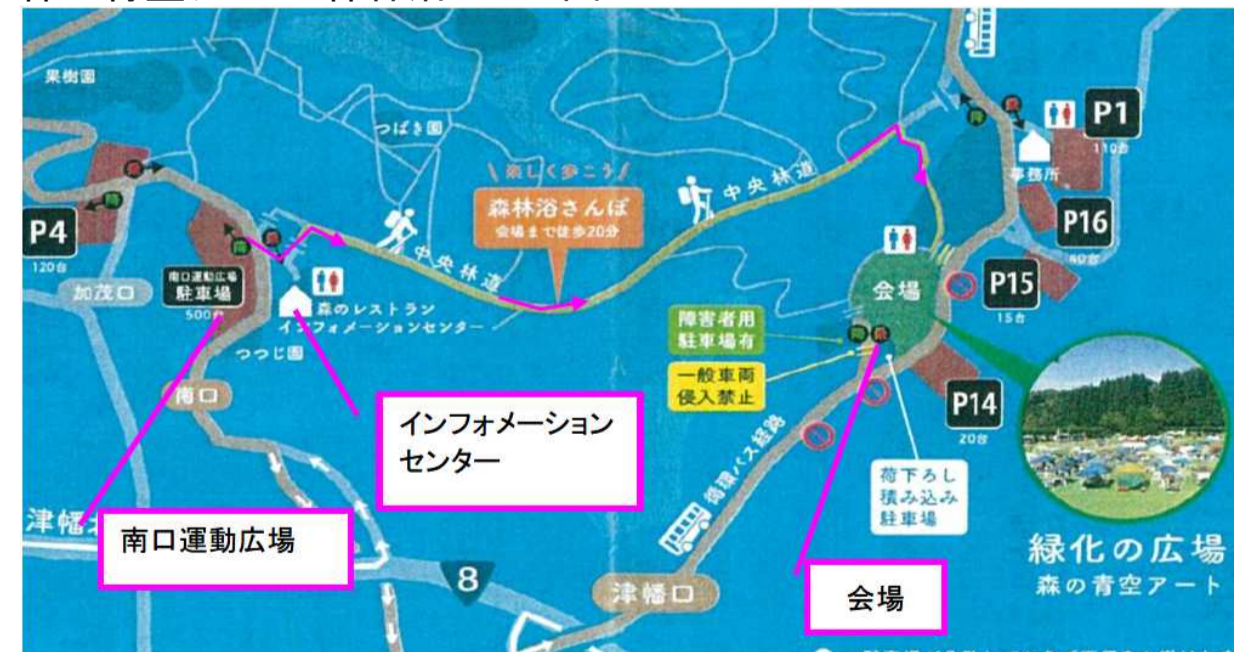 果樹園
つばき園
楽しく歩こう
森林浴さんぽ
会場まで徒歩20分
中央林道
中央林道
P1
110台
事務所
P16
40台
P15
15台
P14
20台
P4
120台
加茂口
南口運動広場
駐車場
500台
森のレストラン
インフォメーションセンター
つつじ園
南口
会場
障害者用
駐車場有
一般車両
侵入禁止
循環バス経路
荷下ろし
積み込み
駐車場
インフォメーション
センター
南口運動広場
会場
津幡
8
津幡口
緑化の広場
森の青空アート